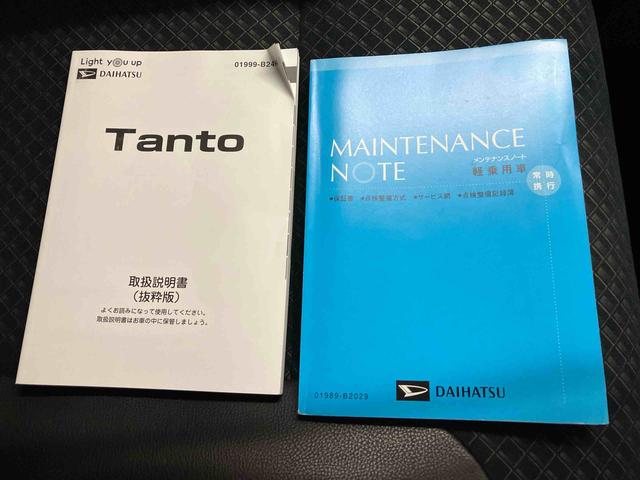 Light you up
DAIHATSU
01999-B24
Tanto
取扱説明書
(抜粋版)
よくお読みになって使用してください。
取扱説明書はお車の中に保管しましょう。
MAINTENANCE
NOTE
メンテナンスノート
軽乗用車
常時
携行
●保証書 ●点検整備方式 ●サービス網 ●点検整備記録簿
01989-B2029
DAIHATSU